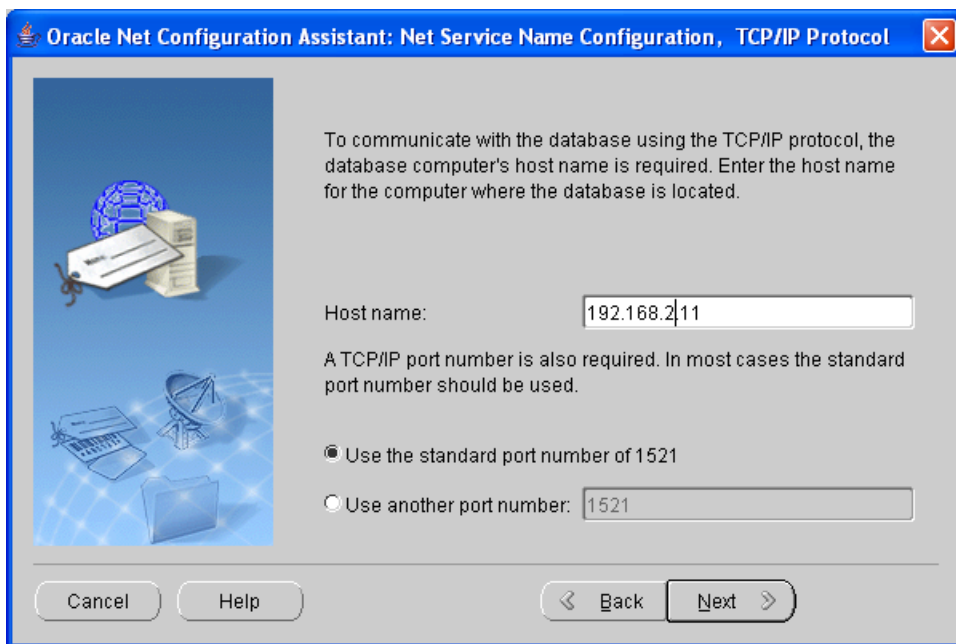 Oracle Net Configuration Assistant: Net Service Name Configuration, TCP/IP Protocol
To communicate with the database using the TCP/IP protocol, the
database computer's host name is required. Enter the host name
for the computer where the database is located.
Host name: 192.168.2.11
A TCP/IP port number is also required. In most cases the standard
port number should be used.
Use the standard port number of 1521
Use another port number: 1521
Cancel Help Back Next